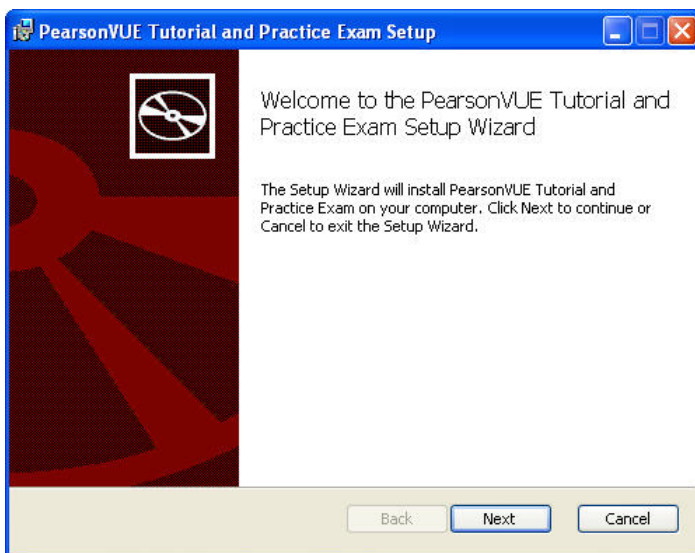 PearsonVUE Tutorial and Practice Exam Setup
Welcome to the PearsonVUE Tutorial and
Practice Exam Setup Wizard
The Setup Wizard will install PearsonVUE Tutorial and
Practice Exam on your computer. Click Next to continue or
Cancel to exit the Setup Wizard.
Back Next Cancel